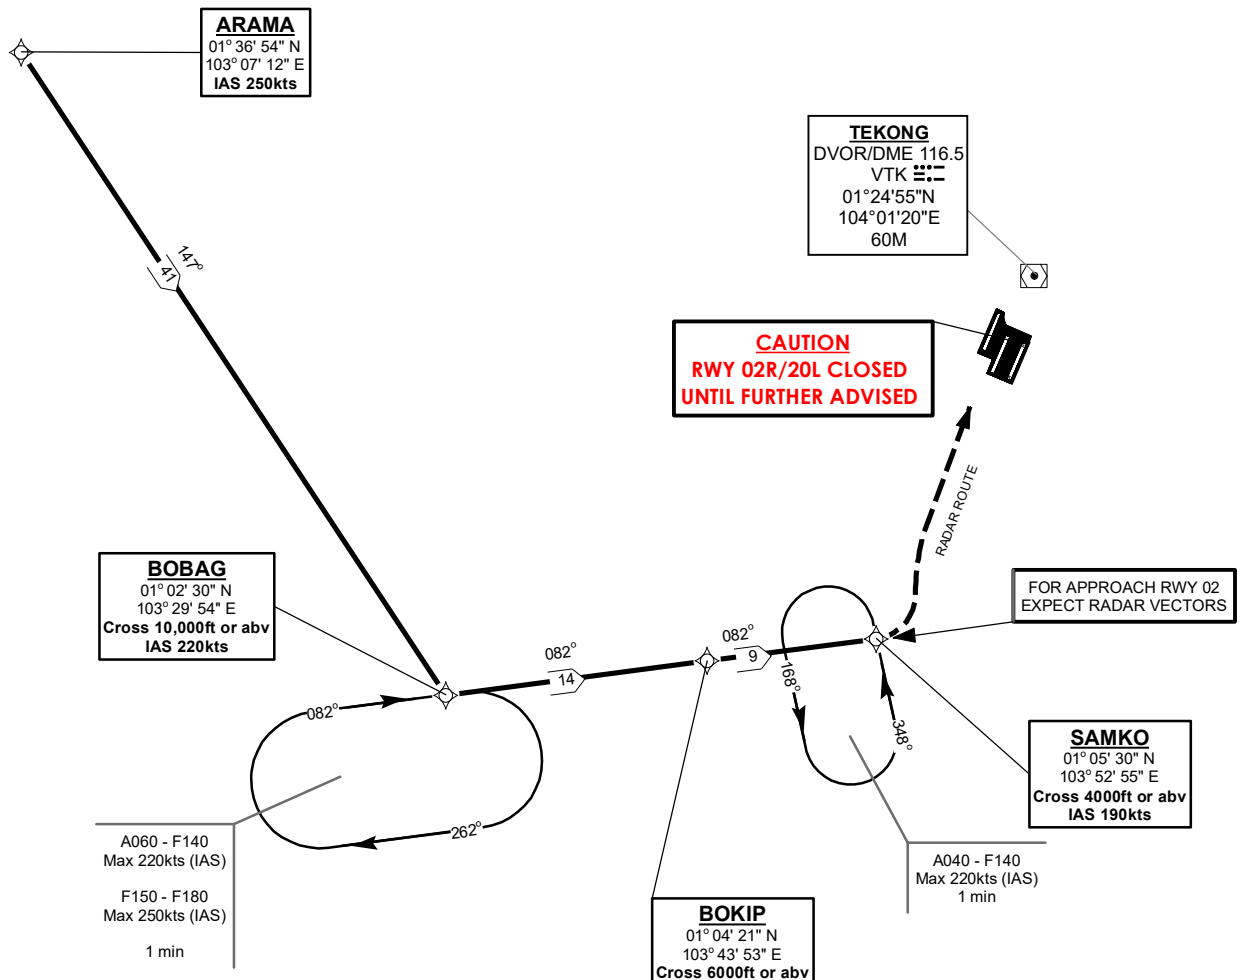 ARAMA
01° 36' 54" N
103° 07' 12" E
IAS 250kts
TEKONG
DVOR/DME 116.5
VTK
01°24'55"N
104°01'20"E
60M
147°
41
CAUTION
RWY 02R/20L CLOSED
UNTIL FURTHER ADVISED
RADAR ROUTE
BOBAG
01° 02' 30" N
103° 29' 54" E
Cross 10,000ft or abv
IAS 220kts
FOR APPROACH RWY 02
EXPECT RADAR VECTORS
082°
14
082°
9
168°
348°
082°
262°
SAMKO
01° 05' 30" N
103° 52' 55" E
Cross 4000ft or abv
IAS 190kts
A060 - F140
Max 220kts (IAS)
F150 - F180
Max 250kts (IAS)
1 min
A040 - F140
Max 220kts (IAS)
1 min
BOKIP
01° 04' 21" N
103° 43' 53" E
Cross 6000ft or abv